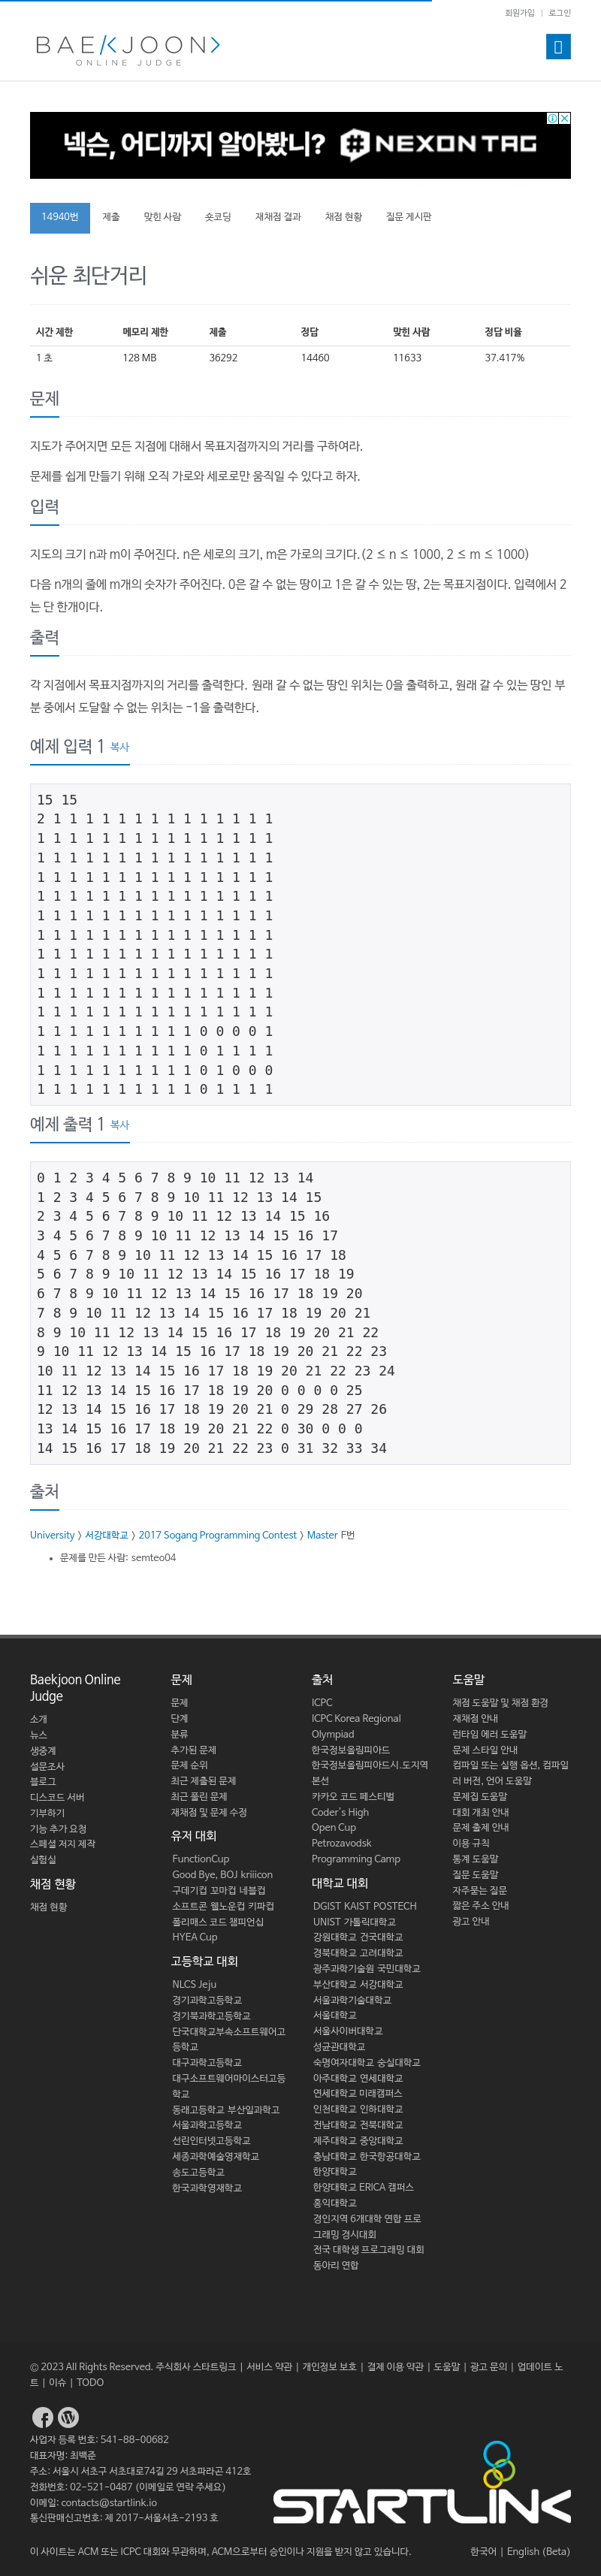 회원가입 | 로그인
BAEKJOON>
ONLINE JUDGE
넥슨, 어디까지 알아봤니? NEXON TAG
14940번 제출 맞힌 사람 숏코딩 재채점 결과 채점 현황 질문 게시판
쉬운 최단거리
시간 제한 메모리 제한 제출 정답 맞힌 사람 정답 비율
1 초 128 MB 36292 14460 11633 37.417%
문제
지도가 주어지면 모든 지점에 대해서 목표지점까지의 거리를 구하여라.
문제를 쉽게 만들기 위해 오직 가로와 세로로만 움직일 수 있다고 하자.
입력
지도의 크기 n과 m이 주어진다. n은 세로의 크기, m은 가로의 크기다.(2 ≤ n ≤ 1000, 2 ≤ m ≤ 1000)
다음 n개의 줄에 m개의 숫자가 주어진다. 0은 갈 수 없는 땅이고 1은 갈 수 있는 땅, 2는 목표지점이다. 입력에서 2
는 단 한개이다.
출력
각 지점에서 목표지점까지의 거리를 출력한다. 원래 갈 수 없는 땅인 위치는 0을 출력하고, 원래 갈 수 있는 땅인 부
분 중에서 도달할 수 없는 위치는 -1을 출력한다.
예제 입력 1 복사
15 15
2 1 1 1 1 1 1 1 1 1 1 1 1 1 1
1 1 1 1 1 1 1 1 1 1 1 1 1 1 1
1 1 1 1 1 1 1 1 1 1 1 1 1 1 1
1 1 1 1 1 1 1 1 1 1 1 1 1 1 1
1 1 1 1 1 1 1 1 1 1 1 1 1 1 1
1 1 1 1 1 1 1 1 1 1 1 1 1 1 1
1 1 1 1 1 1 1 1 1 1 1 1 1 1 1
1 1 1 1 1 1 1 1 1 1 1 1 1 1 1
1 1 1 1 1 1 1 1 1 1 1 1 1 1 1
1 1 1 1 1 1 1 1 1 1 1 1 1 1 1
1 1 1 1 1 1 1 1 1 1 1 1 1 1 1
1 1 1 1 1 1 1 1 1 1 0 0 0 0 1
1 1 1 1 1 1 1 1 1 1 0 1 1 1 1
1 1 1 1 1 1 1 1 1 1 0 1 0 0 0
1 1 1 1 1 1 1 1 1 1 0 1 1 1 1
예제 출력 1 복사
0 1 2 3 4 5 6 7 8 9 10 11 12 13 14
1 2 3 4 5 6 7 8 9 10 11 12 13 14 15
2 3 4 5 6 7 8 9 10 11 12 13 14 15 16
3 4 5 6 7 8 9 10 11 12 13 14 15 16 17
4 5 6 7 8 9 10 11 12 13 14 15 16 17 18
5 6 7 8 9 10 11 12 13 14 15 16 17 18 19
6 7 8 9 10 11 12 13 14 15 16 17 18 19 20
7 8 9 10 11 12 13 14 15 16 17 18 19 20 21
8 9 10 11 12 13 14 15 16 17 18 19 20 21 22
9 10 11 12 13 14 15 16 17 18 19 20 21 22 23
10 11 12 13 14 15 16 17 18 19 20 21 22 23 24
11 12 13 14 15 16 17 18 19 20 0 0 0 0 25
12 13 14 15 16 17 18 19 20 21 0 29 28 27 26
13 14 15 16 17 18 19 20 21 22 0 30 0 0 0
14 15 16 17 18 19 20 21 22 23 0 31 32 33 34
출처
University > 서강대학교 > 2017 Sogang Programming Contest > Master F번
문제를 만든 사람: semteo04
Baekjoon Online
Judge
소개
뉴스
생중계
설문조사
블로그
디스코드 서버
기부하기
기능 추가 요청
스페셜 저지 제작
실험실
채점 현황
채점 현황
문제
문제
단계
분류
추가된 문제
문제 순위
최근 제출된 문제
최근 풀린 문제
재채점 및 문제 수정
유저 대회
FunctionCup
Good Bye, BOJ kriiicon
구데기컵 꼬마컵 네블컵
소프트콘 웰노운컵 키파컵
폴리매스 코드 챔피언십
HYEA Cup
고등학교 대회
NLCS Jeju
경기과학고등학교
경기북과학고등학교
단국대학교부속소프트웨어고
등학교
대구과학고등학교
대구소프트웨어마이스터고등
학교
동래고등학교 부산일과학고
서울과학고등학교
선린인터넷고등학교
세종과학예술영재학교
송도고등학교
한국과학영재학교
출처
ICPC
ICPC Korea Regional
Olympiad
한국정보올림피아드
한국정보올림피아드시.도지역
본선
카카오 코드 페스티벌
Coder's High
Open Cup
Petrozavodsk
Programming Camp
대학교 대회
DGIST KAIST POSTECH
UNIST 가톨릭대학교
강원대학교 건국대학교
경북대학교 고려대학교
광주과학기술원 국민대학교
부산대학교 서강대학교
서울과학기술대학교
서울대학교
서울사이버대학교
성균관대학교
숙명여자대학교 숭실대학교
아주대학교 연세대학교
연세대학교 미래캠퍼스
인천대학교 인하대학교
전남대학교 전북대학교
제주대학교 중앙대학교
충남대학교 한국항공대학교
한양대학교
한양대학교 ERICA 캠퍼스
홍익대학교
경인지역 6개대학 연합 프로
그래밍 경시대회
전국 대학생 프로그래밍 대회
동아리 연합
도움말
채점 도움말 및 채점 환경
재채점 안내
런타임 에러 도움말
문제 스타일 안내
컴파일 또는 실행 옵션, 컴파일
러 버전, 언어 도움말
문제집 도움말
대회 개최 안내
문제 출제 안내
이용 규칙
통계 도움말
질문 도움말
자주묻는 질문
짧은 주소 안내
광고 안내
© 2023 All Rights Reserved. 주식회사 스타트링크 | 서비스 약관 | 개인정보 보호 | 결제 이용 약관 | 도움말 | 광고 문의 | 업데이트 노
트 | 이슈 | TODO
사업자 등록 번호: 541-88-00682
대표자명: 최백준
주소: 서울시 서초구 서초대로74길 29 서초파라곤 412호
전화번호: 02-521-0487 (이메일로 연락 주세요)
이메일: contacts@startlink.io
통신판매신고번호: 제 2017-서울서초-2193 호
STARTLINK
이 사이트는 ACM 또는 ICPC 대회와 무관하며, ACM으로부터 승인이나 지원을 받지 않고 있습니다.
한국어 | English (Beta)